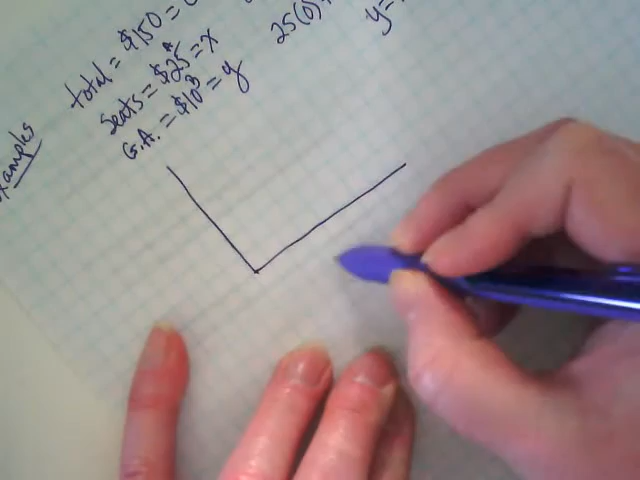 Examples
total = $150 = C
Seats = $25 = x
A
G.A. = $10 = y
B
25(0)
y=